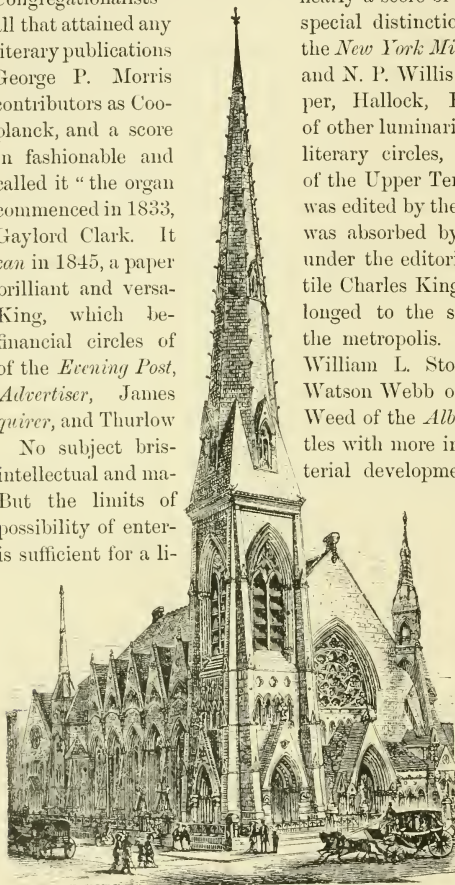 Congregationalists nearly a score of
all that attained any special distinctio
literary publications the New York Mi
George P. Morris and N. P. Willis
contributors as Coo- per, Hallock,
planck, and a score of other luminari
n fashionable and literary circles,
called it "the organ of the Upper Ten
commenced in 1833, was edited by the
Gaylord Clark. It was absorbed by
can in 1845, a paper under the editori
brilliant and versa- tile Charles King
King, which be- longed to the s
financial circles of the metropolis.
of the Evening Post, William L. Sto
Advertiser, James Watson Webb o
quirer, and Thurlow Weed of the Alb
No subject bris- tles with more in
intellectual and ma- terial developme
But the limits of
possibility of enter-
is sufficient for a li-